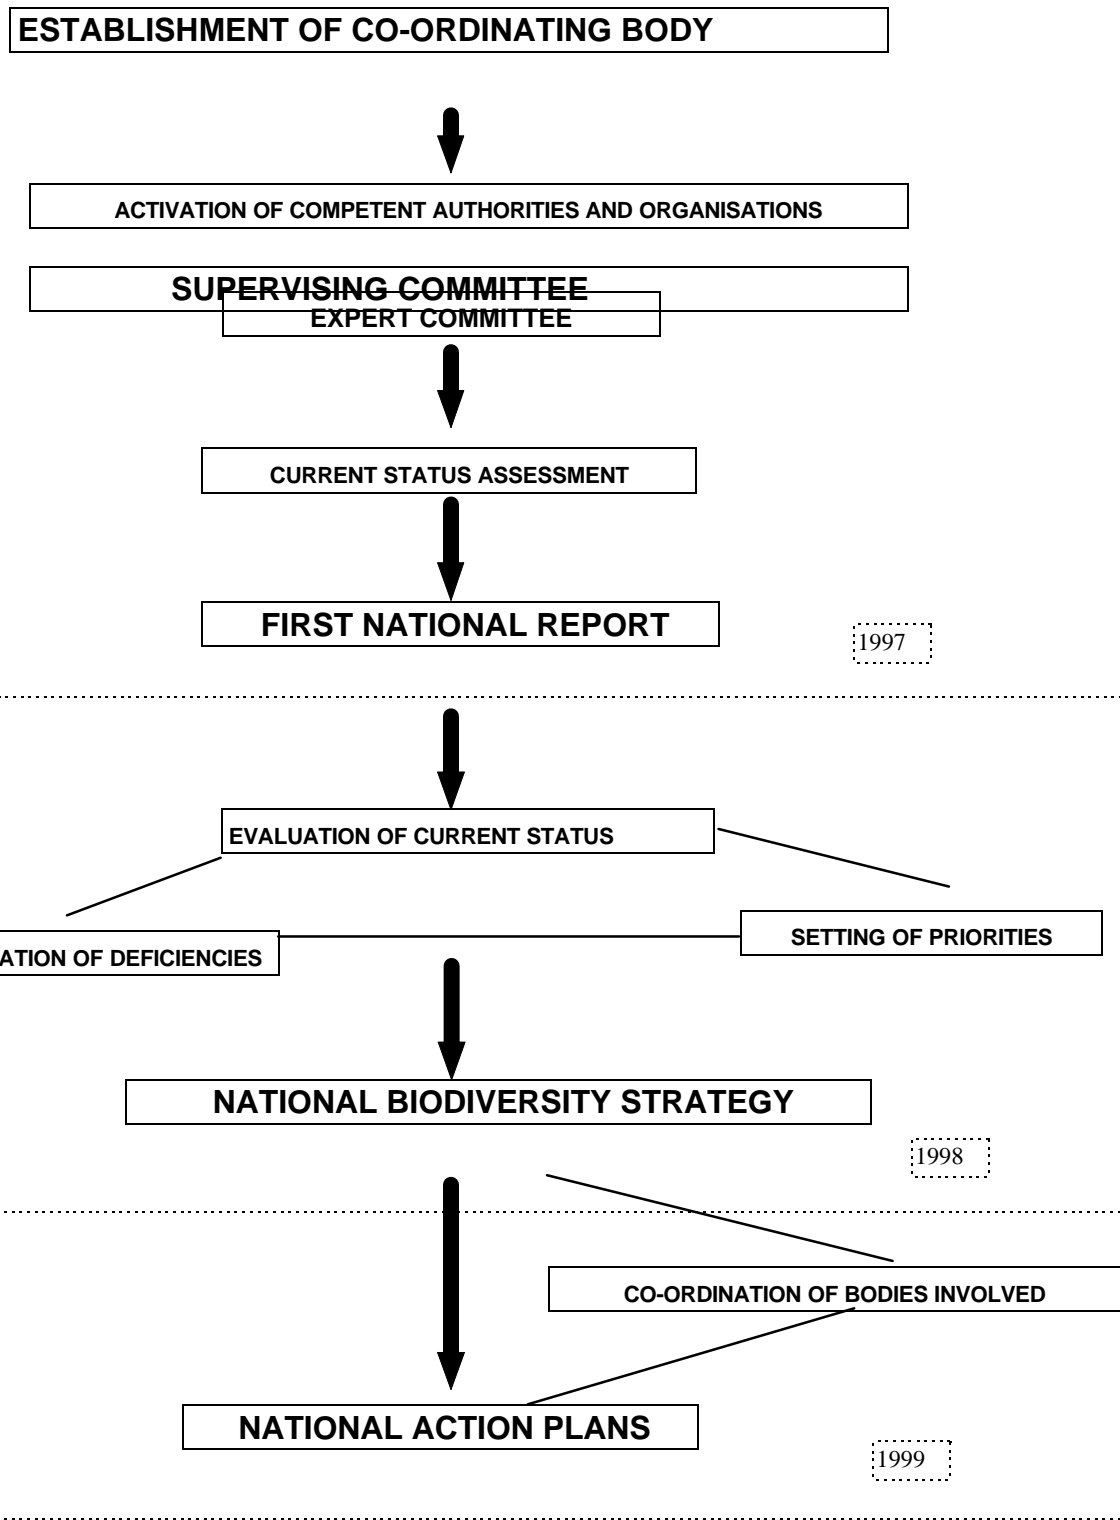 ESTABLISHMENT OF CO-ORDINATING BODY
ACTIVATION OF COMPETENT AUTHORITIES AND ORGANISATIONS
SUPERVISING COMMITTEE
EXPERT COMMITTEE
CURRENT STATUS ASSESSMENT
FIRST NATIONAL REPORT
1997
EVALUATION OF CURRENT STATUS
SETTING OF PRIORITIES
OF DEFICIENCIES
NATIONAL BIODIVERSITY STRATEGY
1998
CO-ORDINATION OF BODIES INVOLVED
NATIONAL ACTION PLANS
1999